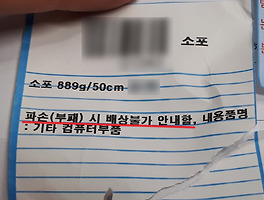 소포
소포 889g/50cm
파손(부패) 시 배상불가 안내함, 내용품명
: 기타 컴퓨터부품